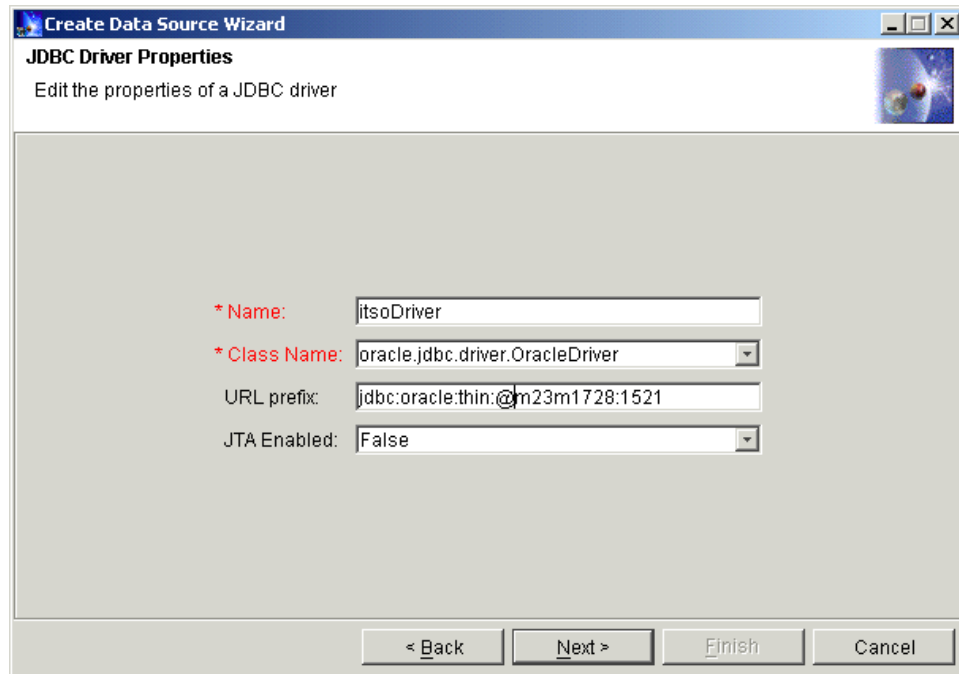 Create Data Source Wizard
JDBC Driver Properties
Edit the properties of a JDBC driver
* Name: itsoDriver
* Class Name: oracle.jdbc.driver.OracleDriver
URL prefix: jdbc:oracle:thin:@m23m1728:1521
JTA Enabled: False
< Back Next > Finish Cancel